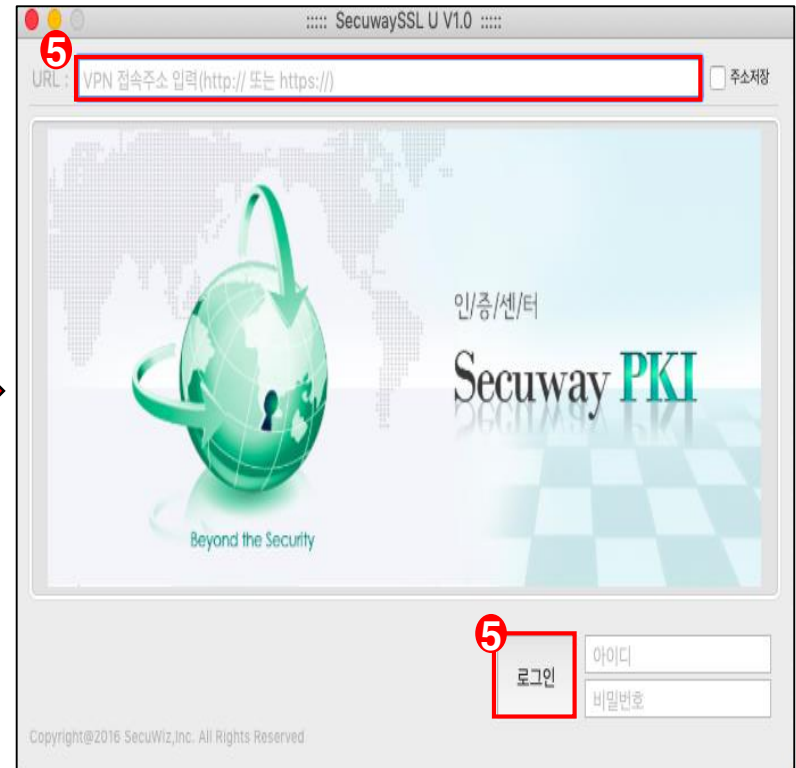 ::::: SecuwaySSL U V1.0 :::::
5
URL : VPN 접속주소 입력(http:// 또는 https://) 주소저장
인/증/센/터
Secuway PKI
Beyond the Security
5
로그인
아이디
비밀번호
Copyright@2016 SecuWiz,Inc. All Rights Reserved